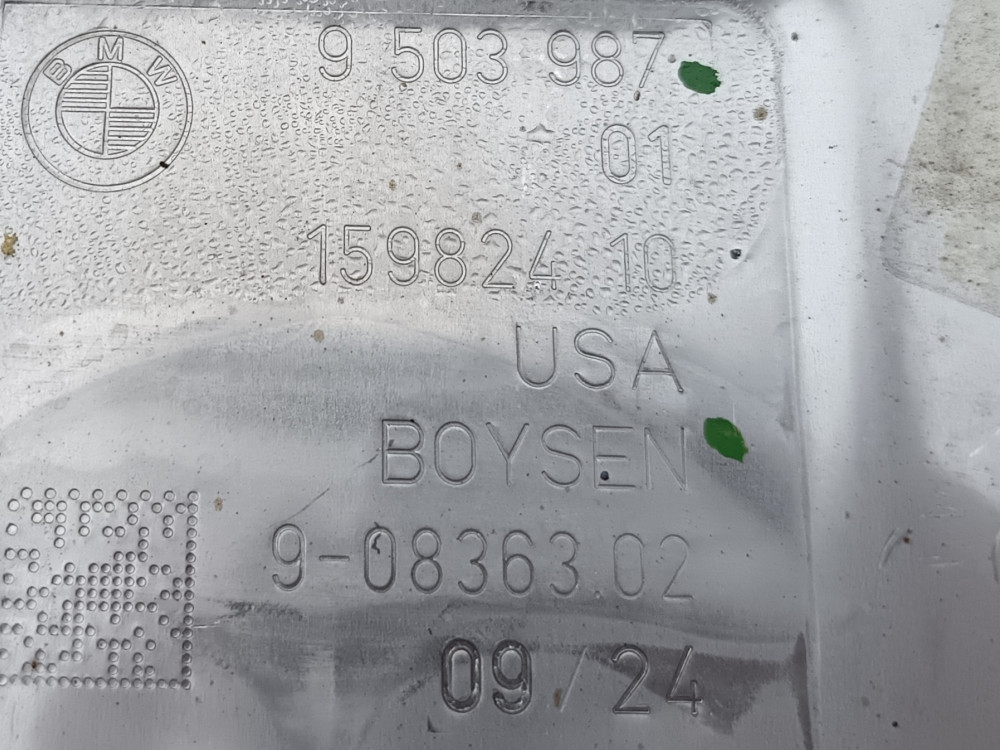 BMW
9 503 987
01
159824 10
USA
BOYSEN
9-08363.02
09/24